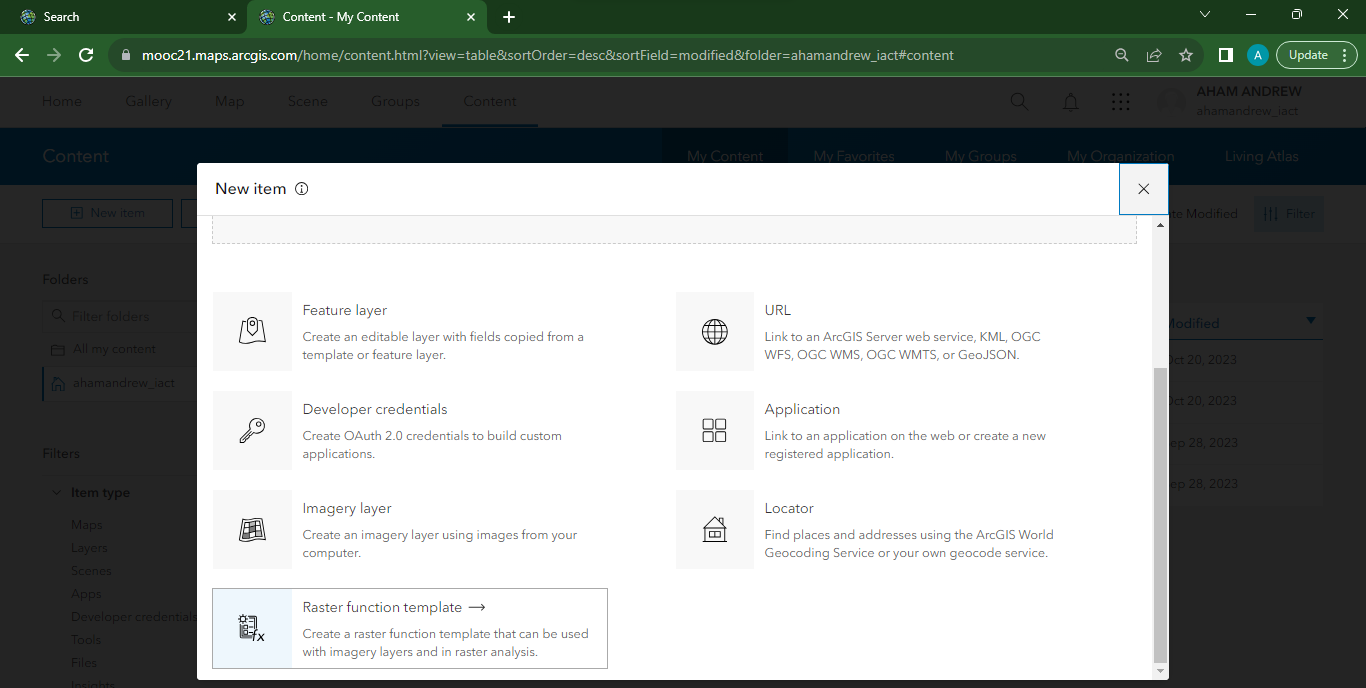 Search
Content - My Content
mooc21.maps.arcgis.com/home/content.html?view=table&sortOrder=desc&sortField=modified&folder=ahamandrew_iact#content
A
Update
Home
Gallery
Map
Scene
Groups
Content
AHAM ANDREW
ahamandrew_iact
Content
My Content
My Favorites
My Groups
My Organization
Living Atlas
New item
New item
te Modified
Filter
Folders
Filter folders
All my content
ahamandrew_iact
Filters
Item type
Maps
Layers
Scenes
Apps
Developer credentials
Tools
Files
Insights
Feature layer
Create an editable layer with fields copied from a
template or feature layer.
URL
Link to an ArcGIS Server web service, KML, OGC
WFS, OGC WMS, OGC WMTS, or GeoJSON.
Developer credentials
Create OAuth 2.0 credentials to build custom
applications.
Application
Link to an application on the web or create a new
registered application.
Imagery layer
Create an imagery layer using images from your
computer.
Locator
Find places and addresses using the ArcGIS World
Geocoding Service or your own geocode service.
Raster function template →
Create a raster function template that can be used
with imagery layers and in raster analysis.
Modified
Oct 20, 2023
Oct 20, 2023
ep 28, 2023
ep 28, 2023